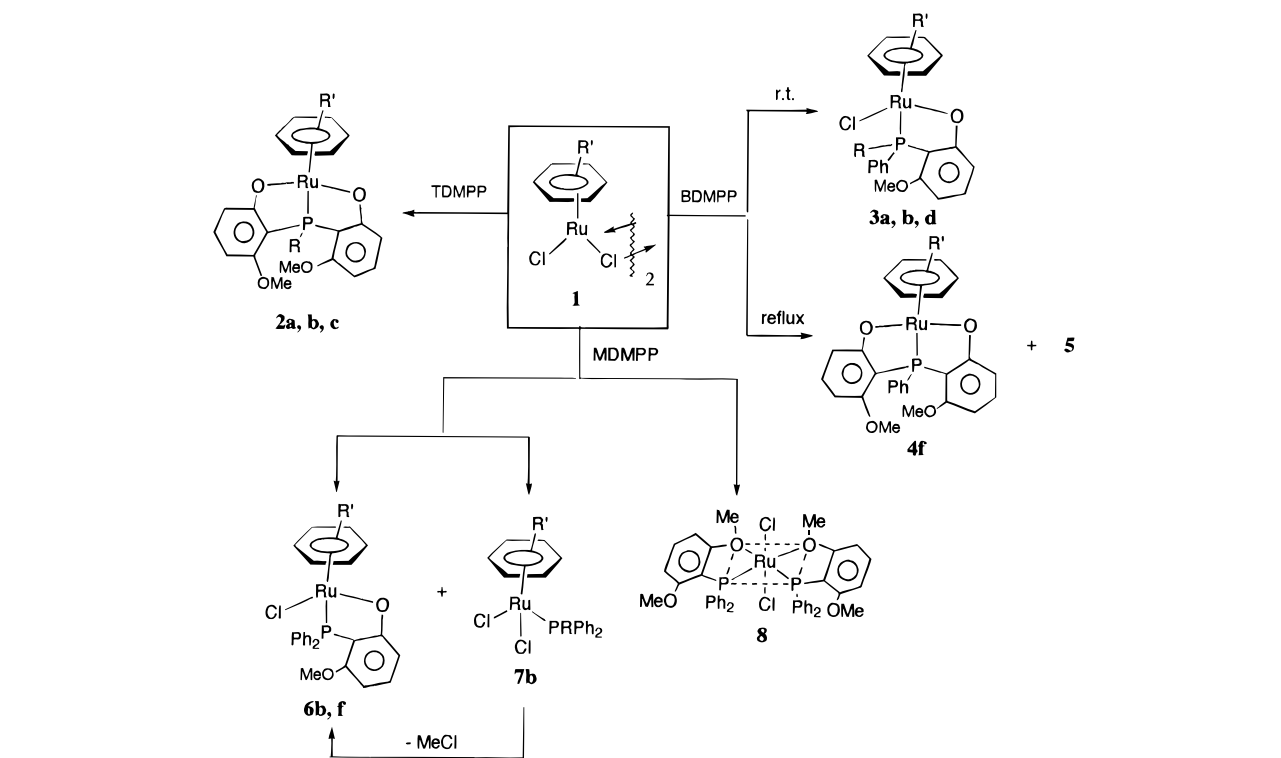 R'
Ru
O
O
P
R
MeO
OMe
2a, b, c
TDMPP
R'
Ru
Cl
Cl
2
1
BDMPP
r.t.
R'
Ru
O
Cl
P
R
Ph
MeO
3a, b, d
reflux
R'
Ru
O
O
P
Ph
MeO
OMe
4f
+ 5
MDMPP
R'
Ru
O
Cl
P
Ph2
MeO
6b, f
+
R'
Ru
Cl
PRPh2
Cl
7b
- MeCl
Me Cl Me
O Ru O
P P
MeO Ph2 Cl Ph2 OMe
8